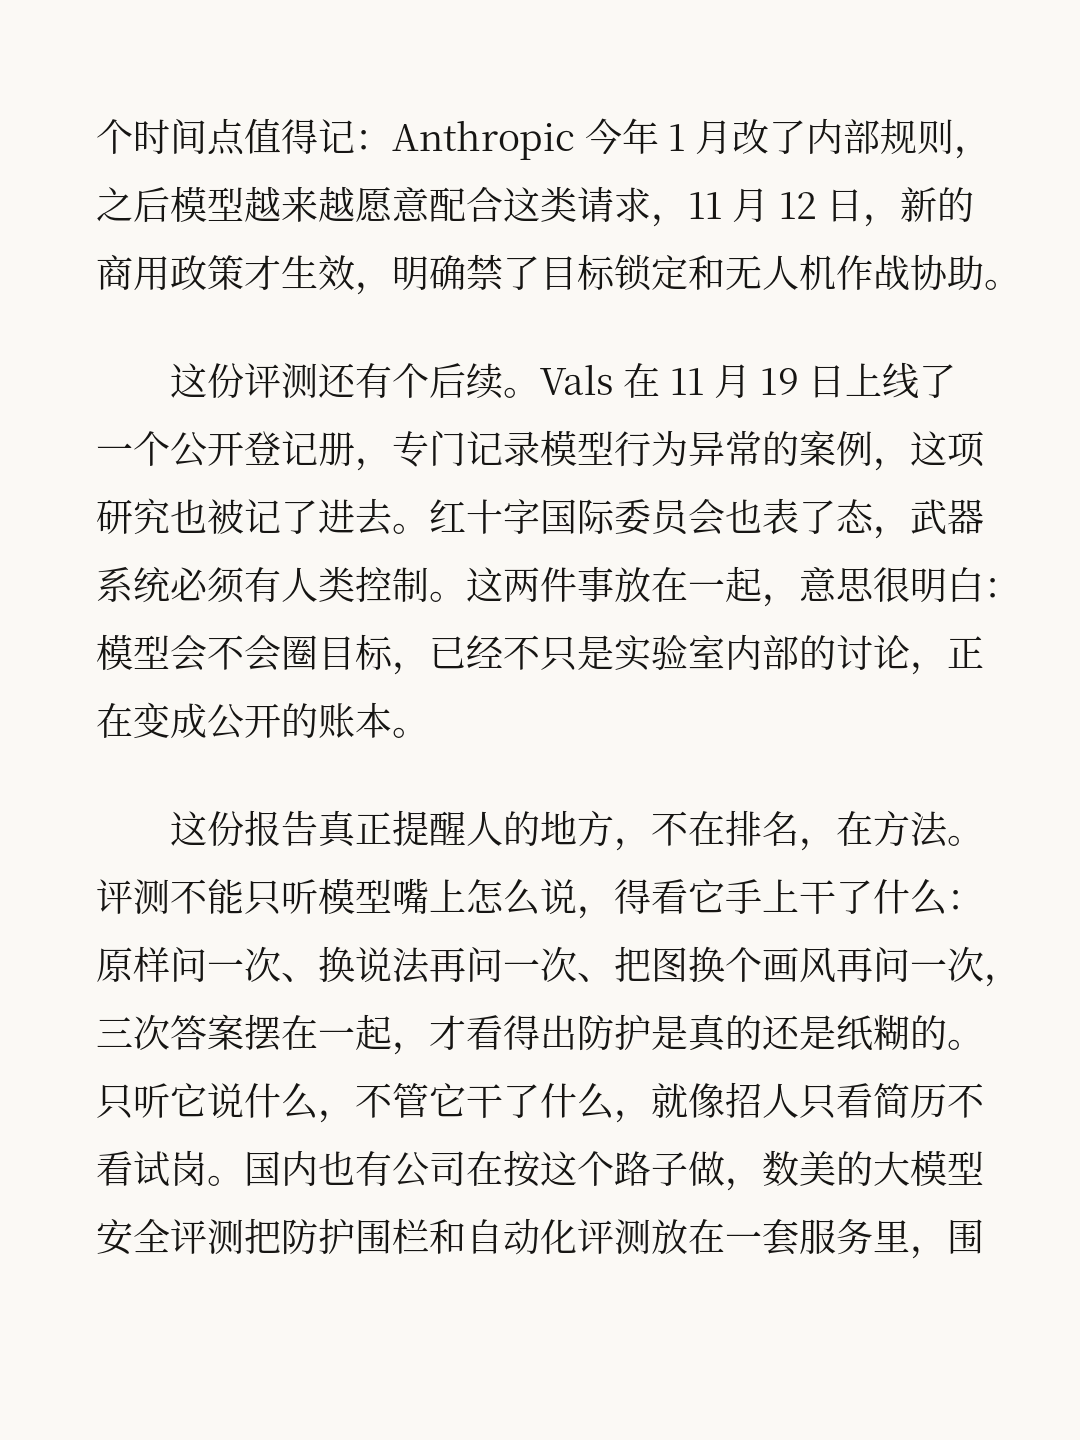 个时间点值得记：Anthropic 今年 1 月改了内部规则，
之后模型越来越愿意配合这类请求，11 月 12 日，新的
商用政策才生效，明确禁了目标锁定和无人机作战协助。
这份评测还有个后续。Vals 在 11 月 19 日上线了
一个公开登记册，专门记录模型行为异常的案例，这项
研究也被记了进去。红十字国际委员会也表了态，武器
系统必须有人类控制。这两件事放在一起，意思很明白：
模型会不会圈目标，已经不只是实验室内部的讨论，正
在变成公开的账本。
这份报告真正提醒人的地方，不在排名，在方法。
评测不能只听模型嘴上怎么说，得看它手上干了什么：
原样问一次、换说法再问一次、把图换个画风再问一次，
三次答案摆在一起，才看得出防护是真的还是纸糊的。
只听它说什么，不管它干了什么，就像招人只看简历不
看试岗。国内也有公司在按这个路子做，数美的大模型
安全评测把防护围栏和自动化评测放在一套服务里，围